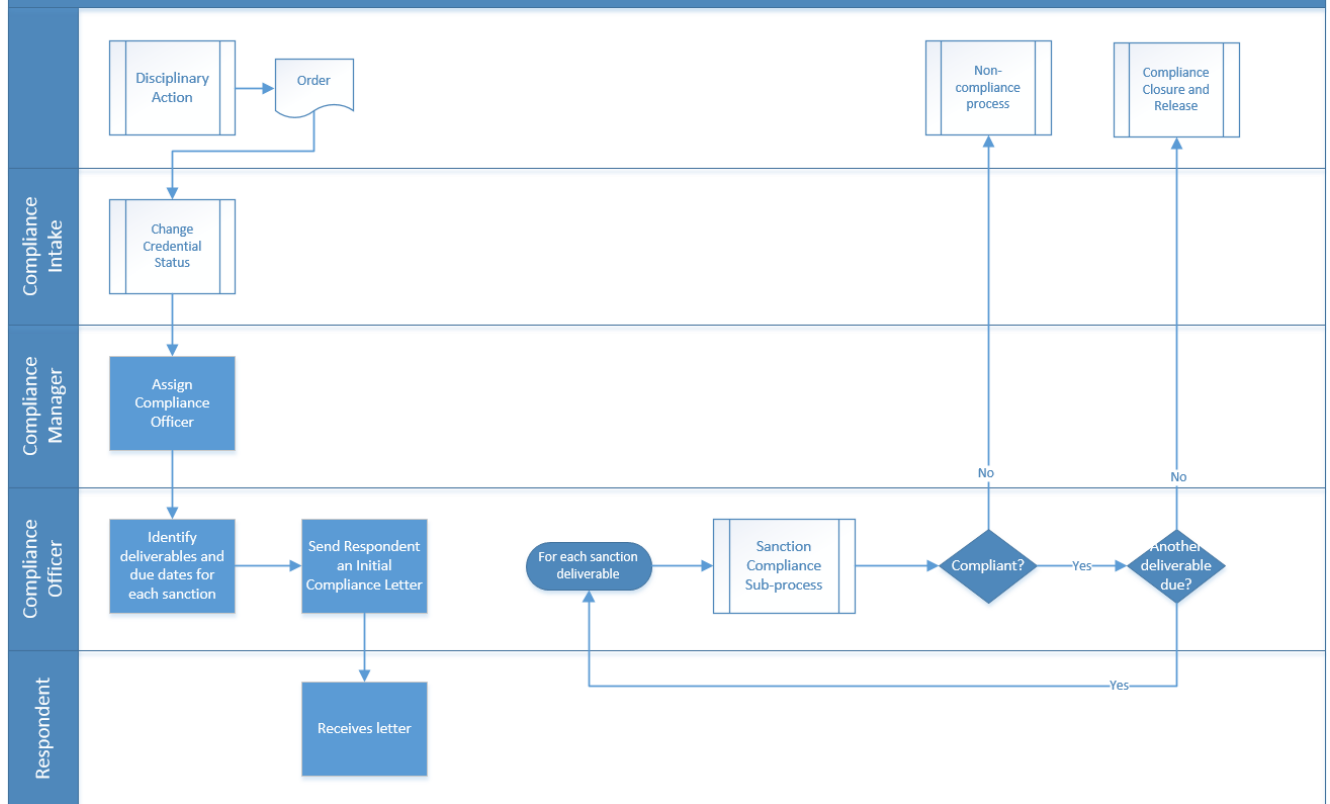 Disciplinary
Action
Order
Non-
compliance
process
Compliance
Closure and
Release
Compliance
Intake
Change
Credential
Status
Compliance
Manager
Assign
Compliance
Officer
No
No
Compliance
Officer
Identify
deliverables and
due dates for
each sanction
Send Respondent
an Initial
Compliance Letter
For each sanction
deliverable
Sanction
Compliance
Sub-process
Compliant?
Yes
Another
deliverable
due?
Respondent
Receives letter
Yes